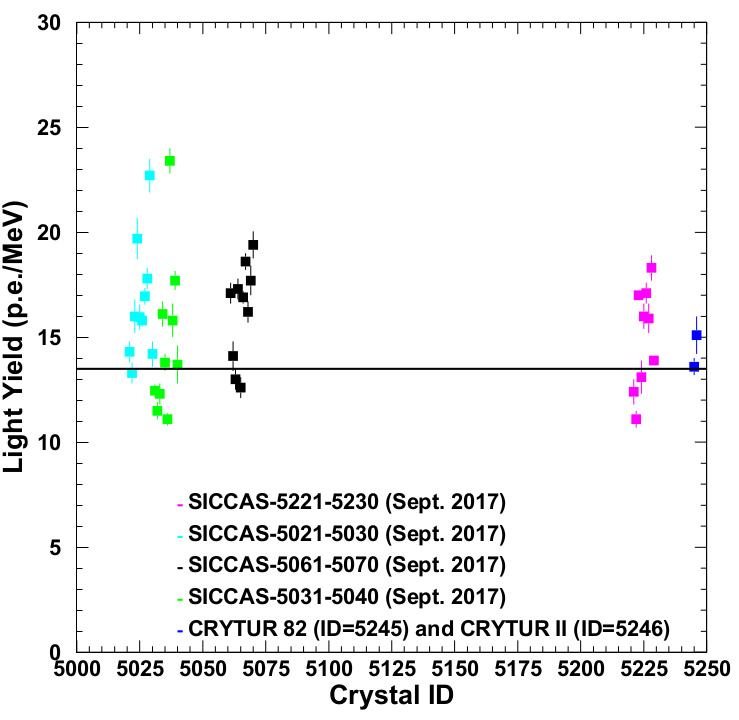 30
25
20
15
10
5
0
Light Yield (p.e./MeV)
SICCAS-5221-5230 (Sept. 2017)
SICCAS-5021-5030 (Sept. 2017)
SICCAS-5061-5070 (Sept. 2017)
SICCAS-5031-5040 (Sept. 2017)
CRYTUR 82 (ID=5245) and CRYTUR II (ID=5246)
5000 5025 5050 5075 5100 5125 5150 5175 5200 5225 5250
Crystal ID